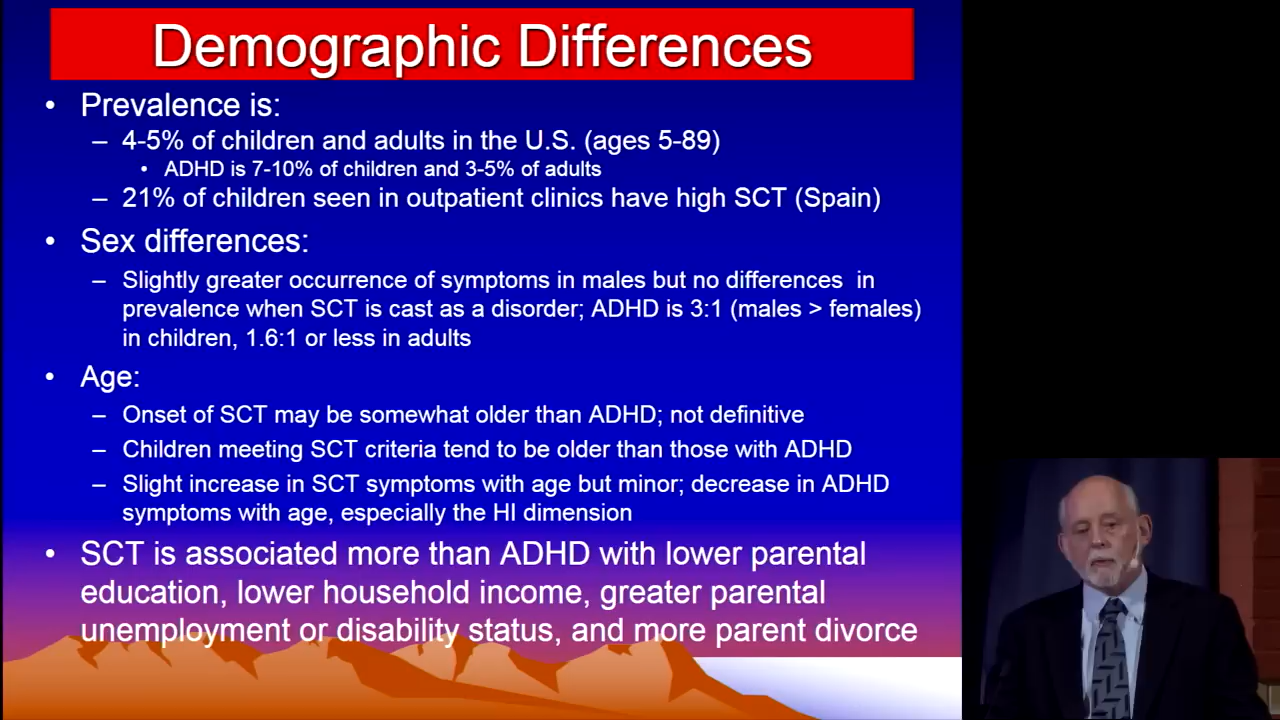 Demographic Differences
• Prevalence is:
– 4-5% of children and adults in the U.S. (ages 5-89)
• ADHD is 7-10% of children and 3-5% of adults
– 21% of children seen in outpatient clinics have high SCT (Spain)
• Sex differences:
– Slightly greater occurrence of symptoms in males but no differences in
prevalence when SCT is cast as a disorder; ADHD is 3:1 (males > females)
in children, 1.6:1 or less in adults
• Age:
– Onset of SCT may be somewhat older than ADHD; not definitive
– Children meeting SCT criteria tend to be older than those with ADHD
– Slight increase in SCT symptoms with age but minor; decrease in ADHD
symptoms with age, especially the HI dimension
• SCT is associated more than ADHD with lower parental
education, lower household income, greater parental
unemployment or disability status, and more parent divorce